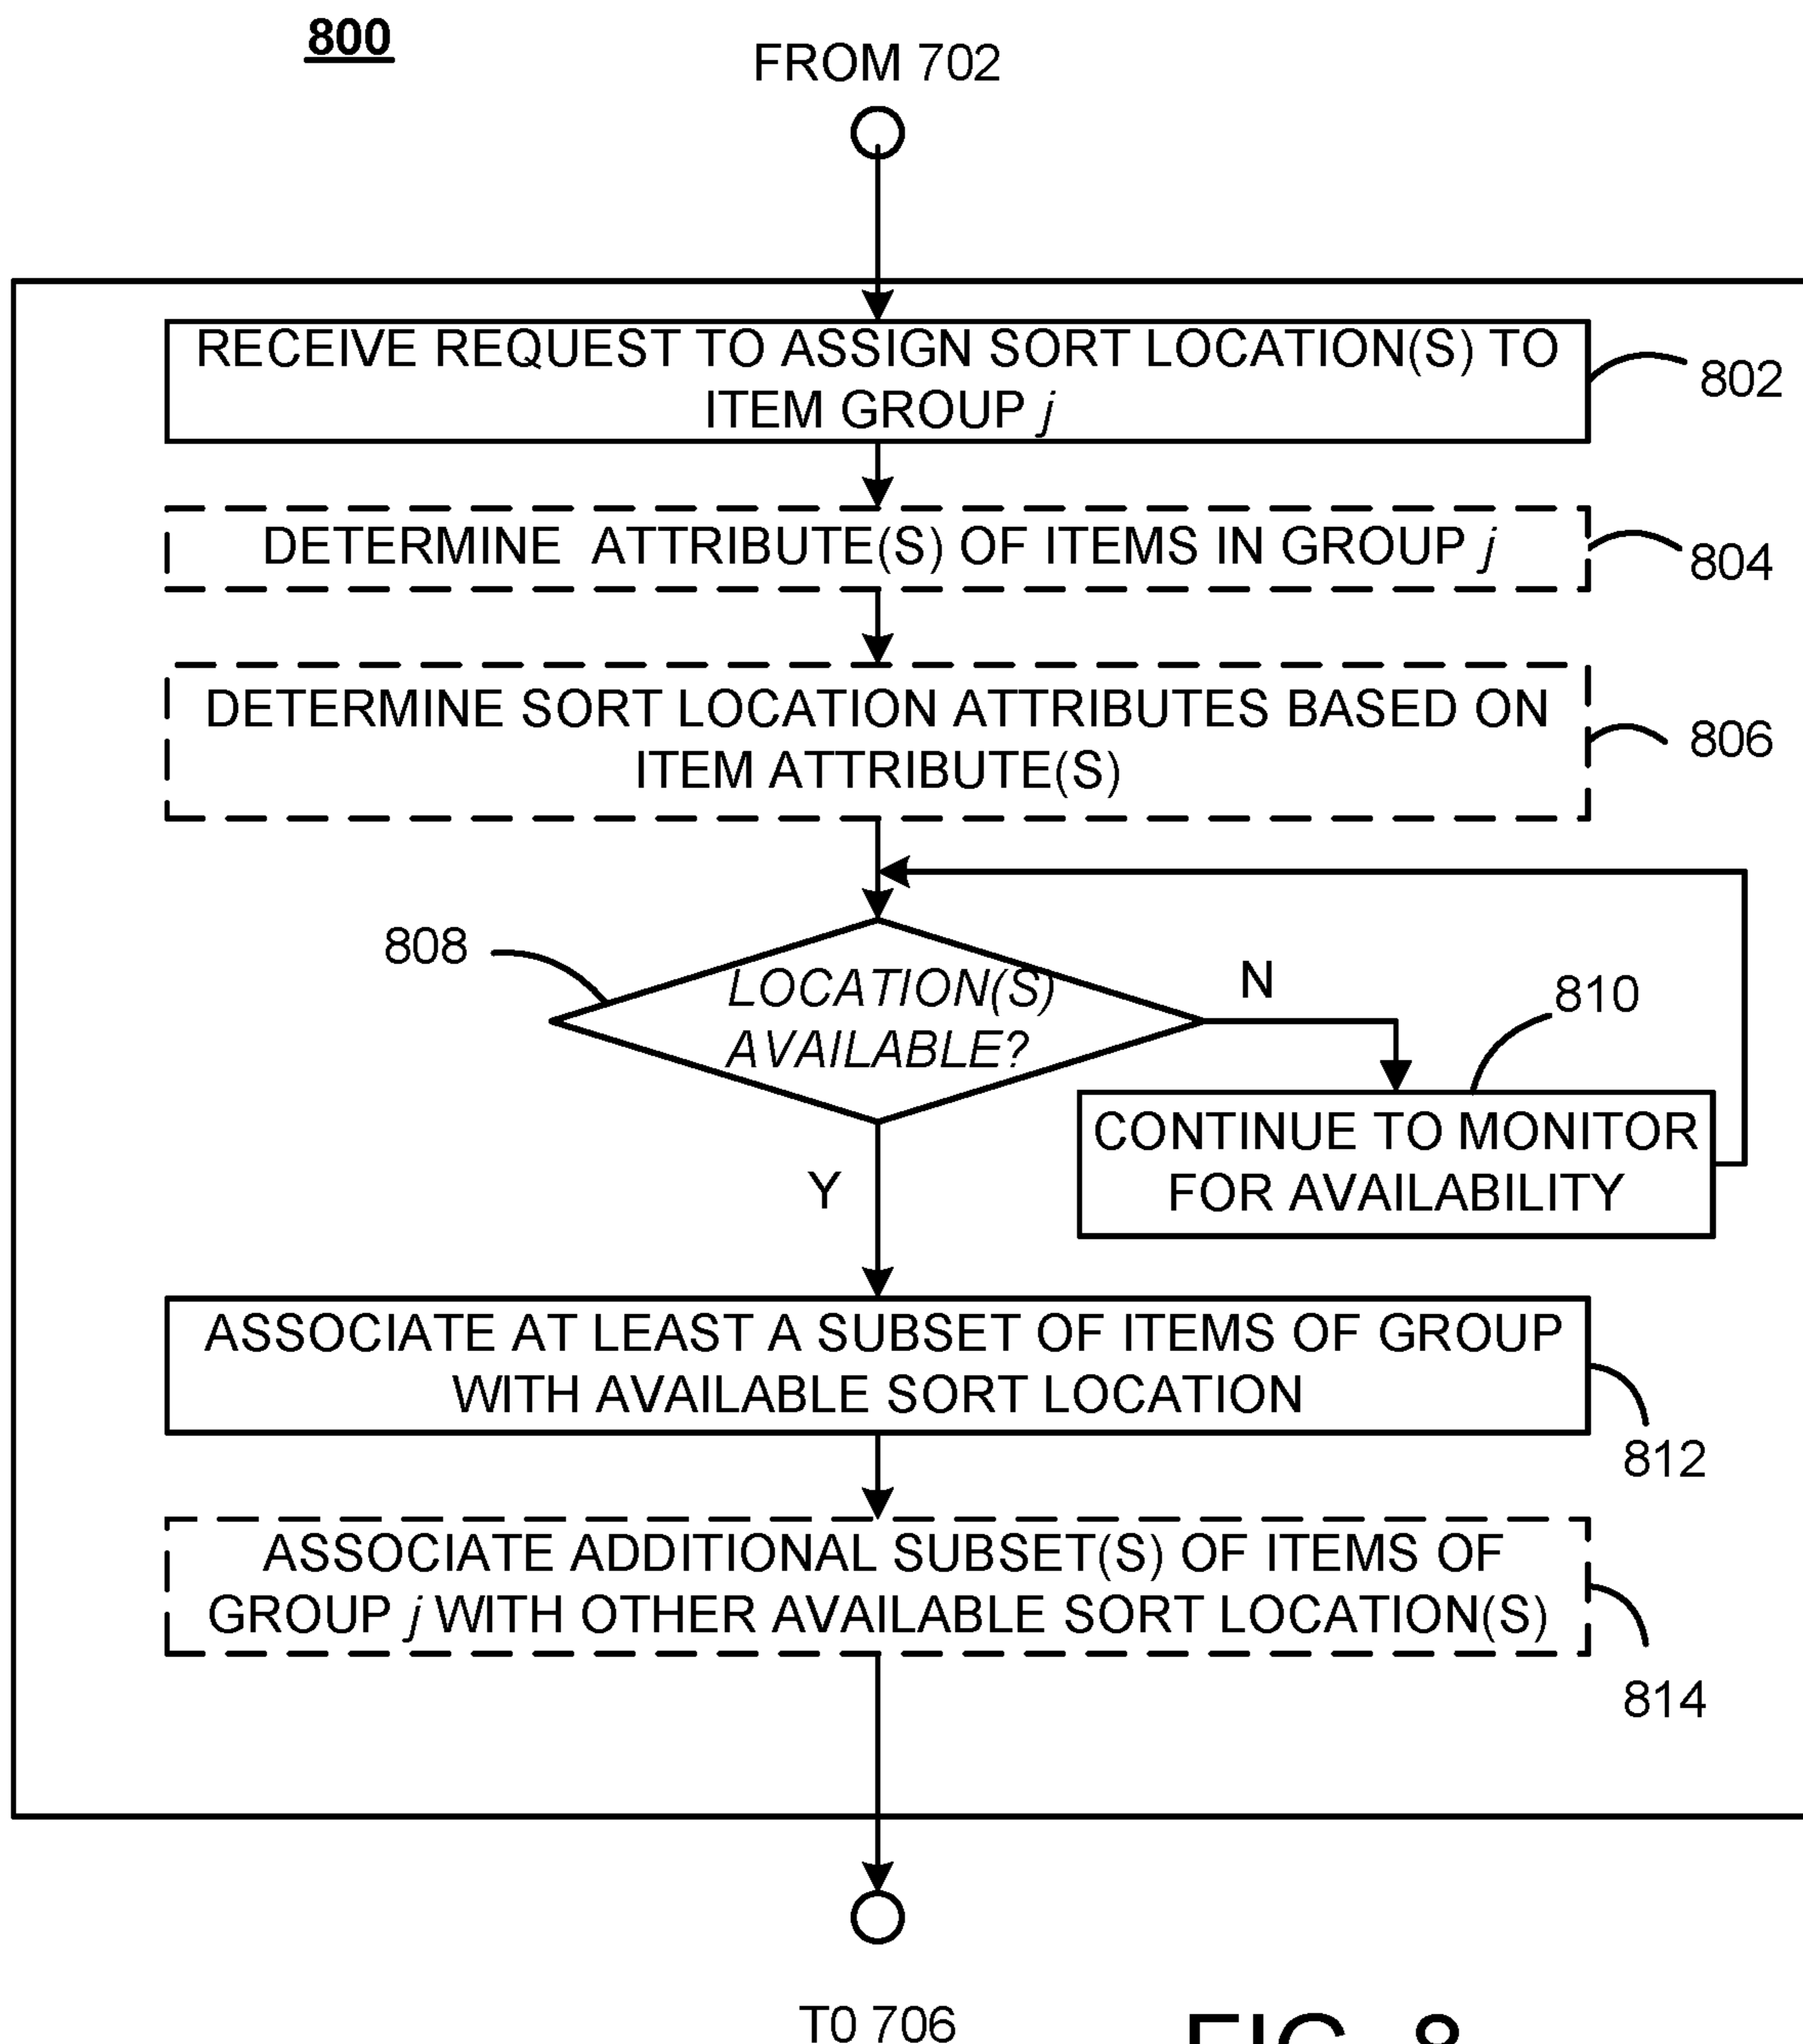 800
FROM 702
RECEIVE REQUEST TO ASSIGN SORT LOCATION(S) TO
ITEM GROUP j
802
DETERMINE ATTRIBUTE(S) OF ITEMS IN GROUP j
804
DETERMINE SORT LOCATION ATTRIBUTES BASED ON
ITEM ATTRIBUTE(S)
806
808
LOCATION(S)
AVAILABLE?
N
810
CONTINUE TO MONITOR
FOR AVAILABILITY
Y
ASSOCIATE AT LEAST A SUBSET OF ITEMS OF GROUP
WITH AVAILABLE SORT LOCATION
812
ASSOCIATE ADDITIONAL SUBSET(S) OF ITEMS OF
GROUP j WITH OTHER AVAILABLE SORT LOCATION(S)
814
T0 706
FIG. 8